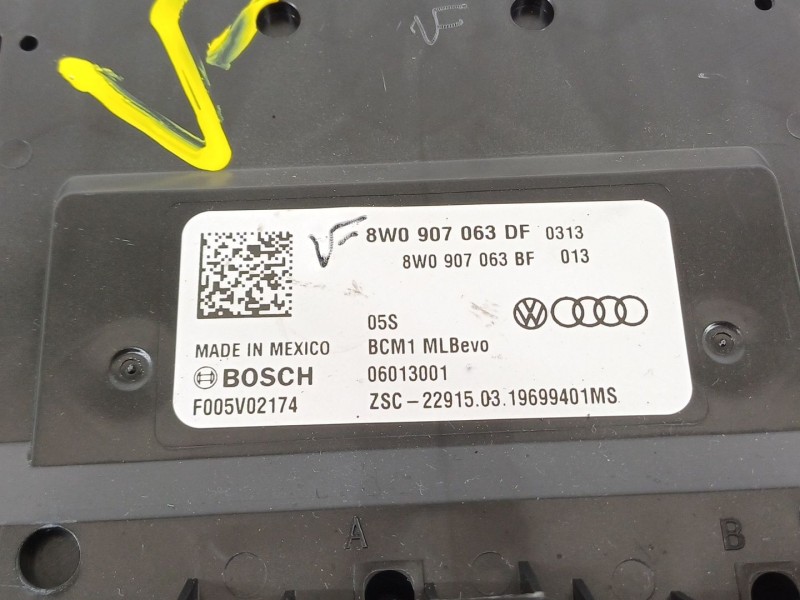 8W0 907 063 DF 0313
8W0 907 063 BF 013
05S
MADE IN MEXICO
BCM1 MLBevo
BOSCH
06013001
F005V02174
ZSC-22915.03.19699401MS
A
B